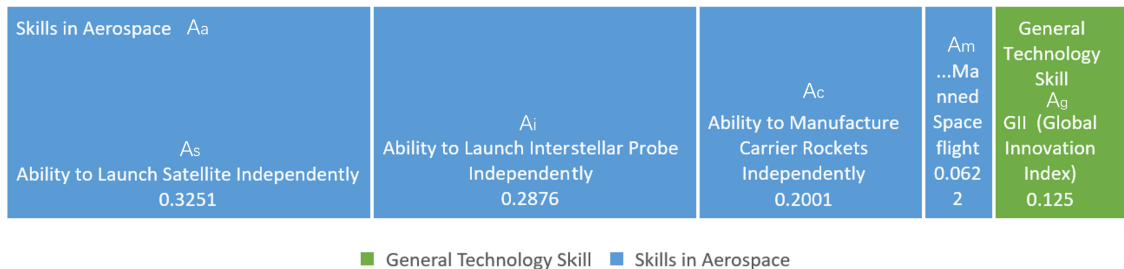 Skills in Aerospace Aa
As
Ability to Launch Satellite Independently
0.3251
Ai
Ability to Launch Interstellar Probe
Independently
0.2876
Ac
Ability to Manufacture
Carrier Rockets
Independently
0.2001
Am
...Ma
nned
Space
flight
0.062
2
General
Technology
Skill
Ag
GII (Global
Innovation
Index)
0.125
General Technology Skill Skills in Aerospace